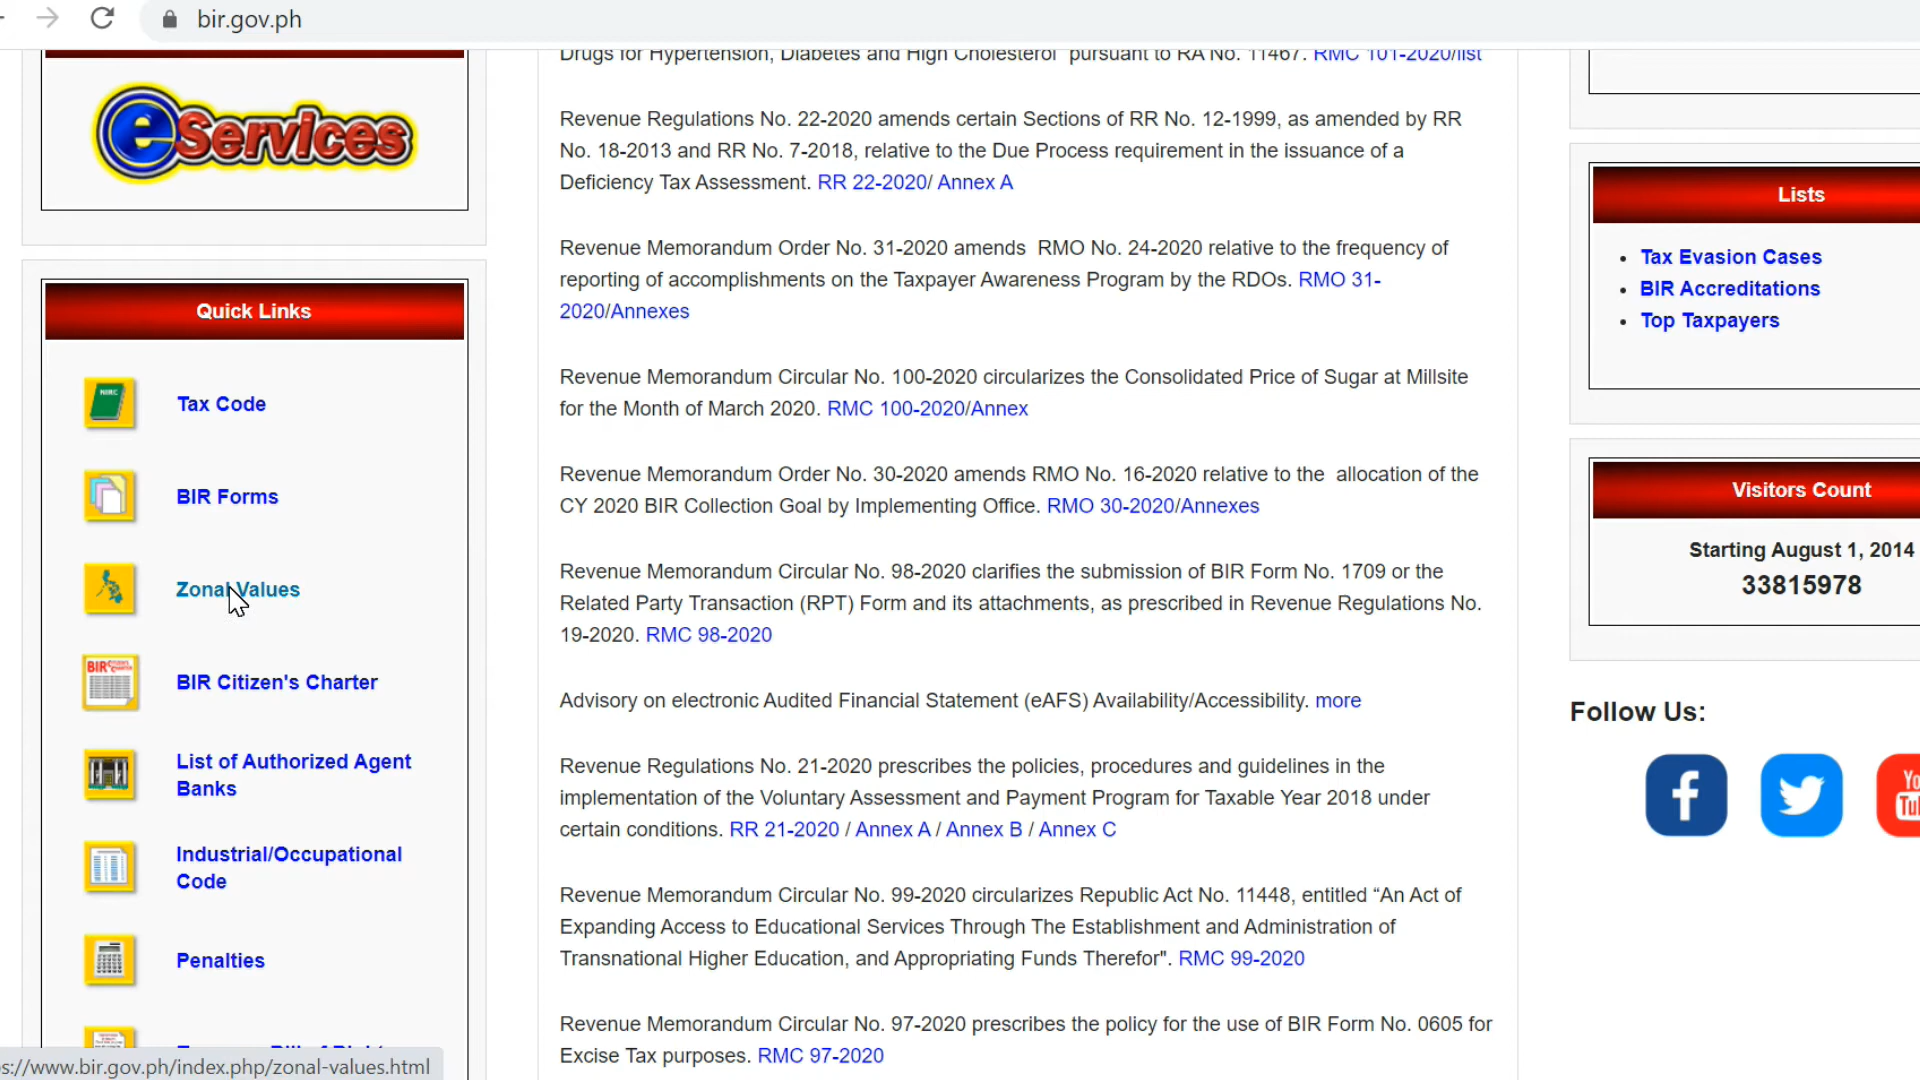 bir.gov.ph
eServices
Quick Links
Tax Code
BIR Forms
Zonal Values
BIR Citizen's Charter
List of Authorized Agent
Banks
Industrial/Occupational
Code
Penalties
s://www.bir.gov.ph/index.php/zonal-values.html
Drugs for Hypertension, Diabetes and High Cholesterol pursuant to RA No. 11467. RMC 101-2020/list
Revenue Regulations No. 22-2020 amends certain Sections of RR No. 12-1999, as amended by RR
No. 18-2013 and RR No. 7-2018, relative to the Due Process requirement in the issuance of a
Deficiency Tax Assessment. RR 22-2020/ Annex A
Revenue Memorandum Order No. 31-2020 amends RMO No. 24-2020 relative to the frequency of
reporting of accomplishments on the Taxpayer Awareness Program by the RDOs. RMO 31-
2020/Annexes
Revenue Memorandum Circular No. 100-2020 circularizes the Consolidated Price of Sugar at Millsite
for the Month of March 2020. RMC 100-2020/Annex
Revenue Memorandum Order No. 30-2020 amends RMO No. 16-2020 relative to the allocation of the
CY 2020 BIR Collection Goal by Implementing Office. RMO 30-2020/Annexes
Revenue Memorandum Circular No. 98-2020 clarifies the submission of BIR Form No. 1709 or the
Related Party Transaction (RPT) Form and its attachments, as prescribed in Revenue Regulations No.
19-2020. RMC 98-2020
Advisory on electronic Audited Financial Statement (eAFS) Availability/Accessibility. more
Revenue Regulations No. 21-2020 prescribes the policies, procedures and guidelines in the
implementation of the Voluntary Assessment and Payment Program for Taxable Year 2018 under
certain conditions. RR 21-2020 / Annex A / Annex B / Annex C
Revenue Memorandum Circular No. 99-2020 circularizes Republic Act No. 11448, entitled “An Act of
Expanding Access to Educational Services Through The Establishment and Administration of
Transnational Higher Education, and Appropriating Funds Therefor". RMC 99-2020
Revenue Memorandum Circular No. 97-2020 prescribes the policy for the use of BIR Form No. 0605 for
Excise Tax purposes. RMC 97-2020
Lists
Tax Evasion Cases
BIR Accreditations
Top Taxpayers
Visitors Count
Starting August 1, 2014
33815978
Follow Us: